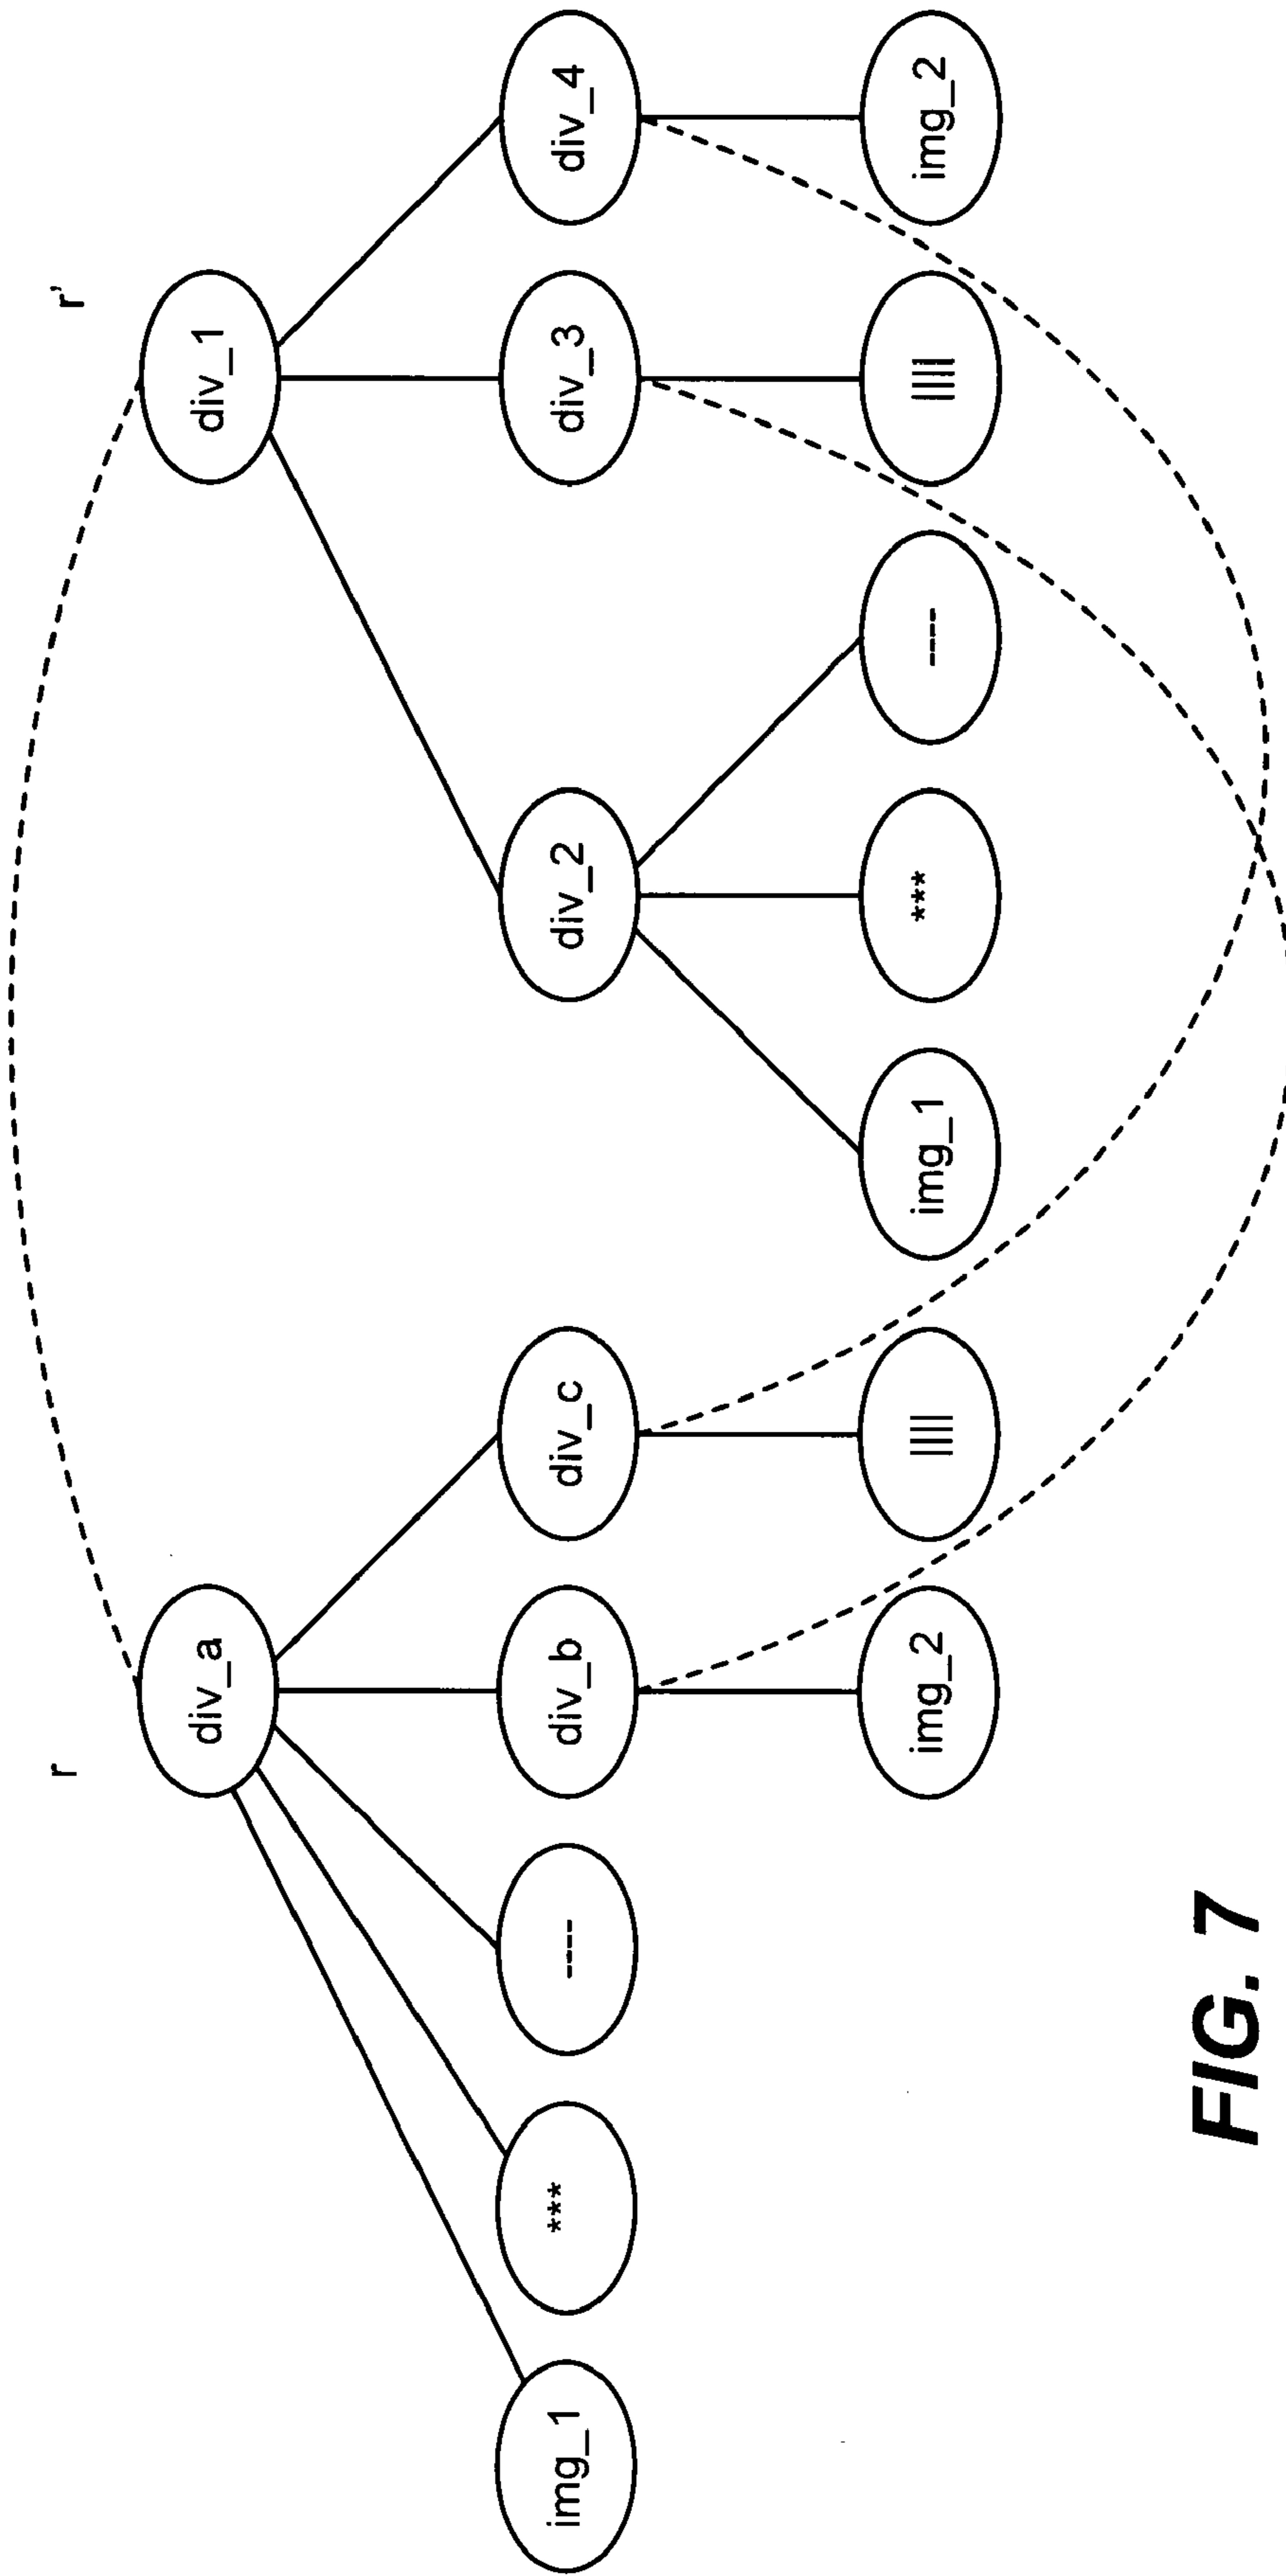 r
r'
div_a
div_1
img_1
***
----
div_b
div_c
div_2
div_3
div_4
img_2
|||||
img_1
***
----
|||||
img_2
FIG. 7